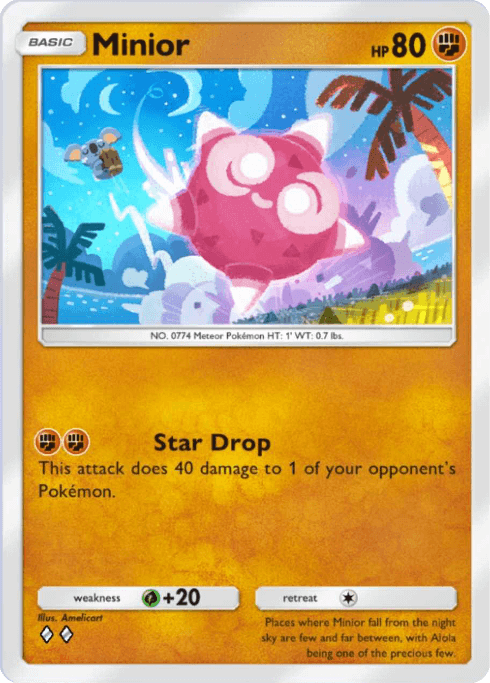 BASIC Minior HP 80
NO. 0774 Meteor Pokémon HT: 1' WT: 0.7 lbs.
Star Drop
This attack does 40 damage to 1 of your opponent's
Pokémon.
weakness +20 retreat
Illus. Amelicart
Places where Minior fall from the night
sky are few and far between, with Alola
being one of the precious few.